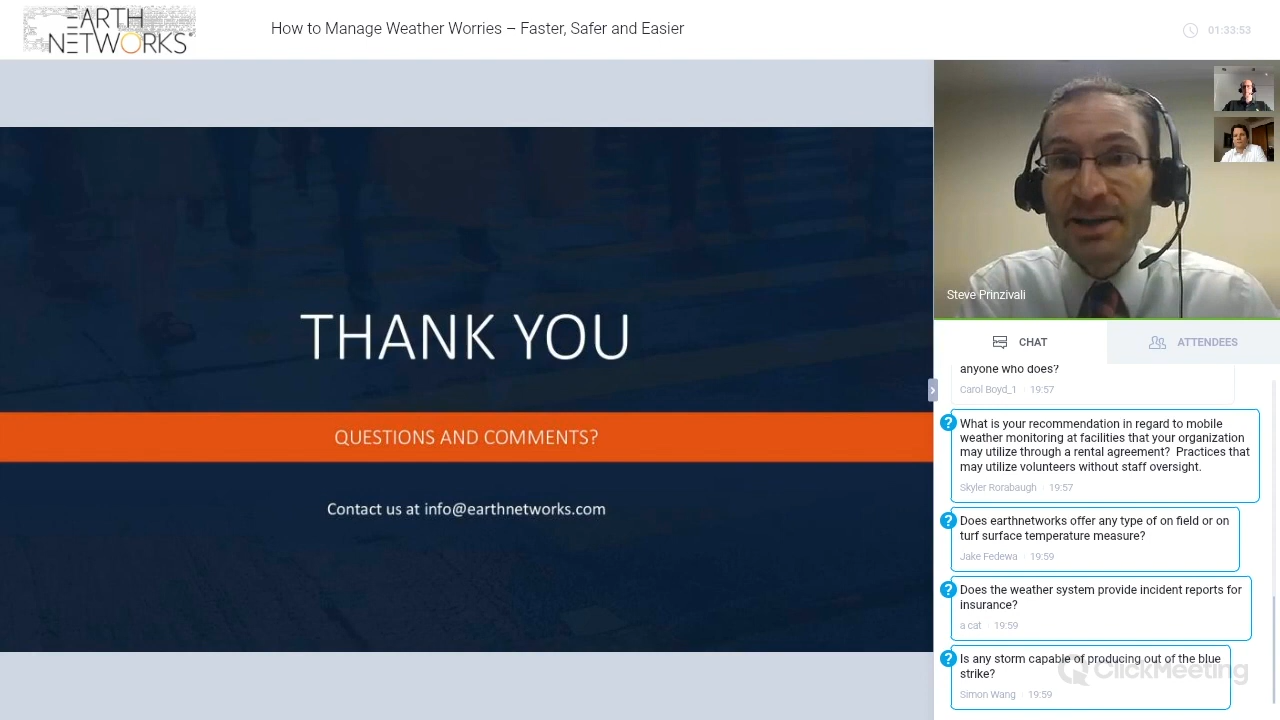 EARTH
NETWORKS
How to Manage Weather Worries – Faster, Safer and Easier
01:33:53
THANK YOU
QUESTIONS AND COMMENTS?
Contact us at info@earthnetworks.com
Steve Prinzivali
CHAT
ATTENDEES
anyone who does?
Carol Boyd_1 19:57
What is your recommendation in regard to mobile
weather monitoring at facilities that your organization
may utilize through a rental agreement? Practices that
may utilize volunteers without staff oversight.
Skyler Rorabaugh 19:57
Does earthnetworks offer any type of on field or on
turf surface temperature measure?
Jake Fedewa 19:59
Does the weather system provide incident reports for
insurance?
a cat 19:59
Is any storm capable of producing out of the blue
strike?
Simon Wang 19:59
ClickMeeting